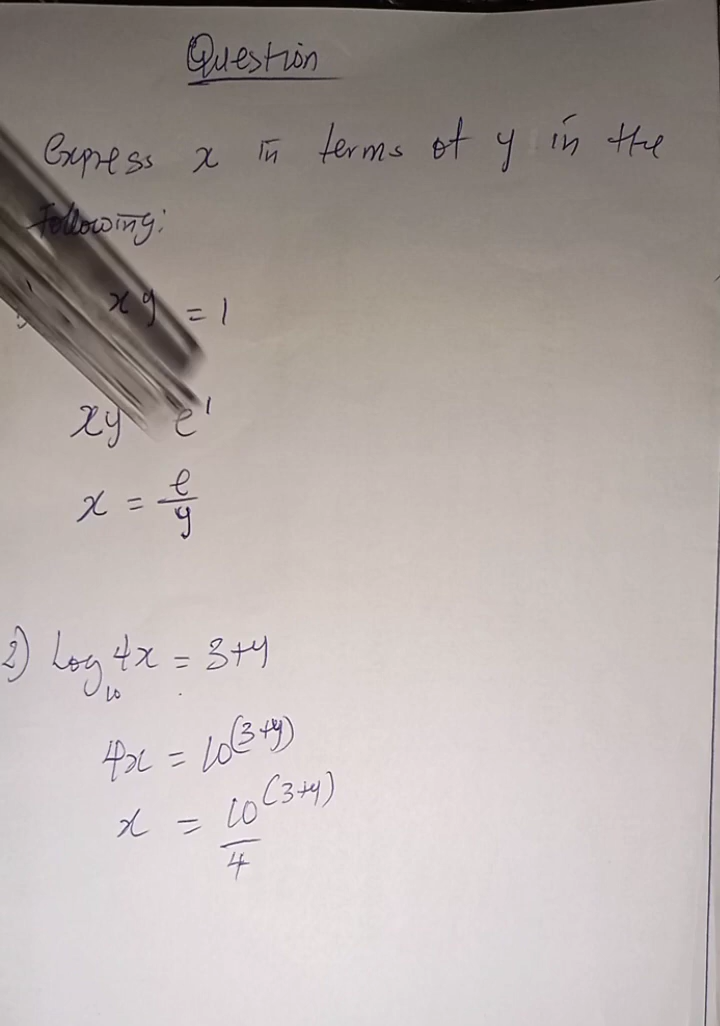 Question
Express x in terms of y in the
following:
xy = 1
xy e¹
x = e/y
2) Log₁₀ 4x = 3+y
4x = 10^(3+y)
x = 10^(3+y)/4